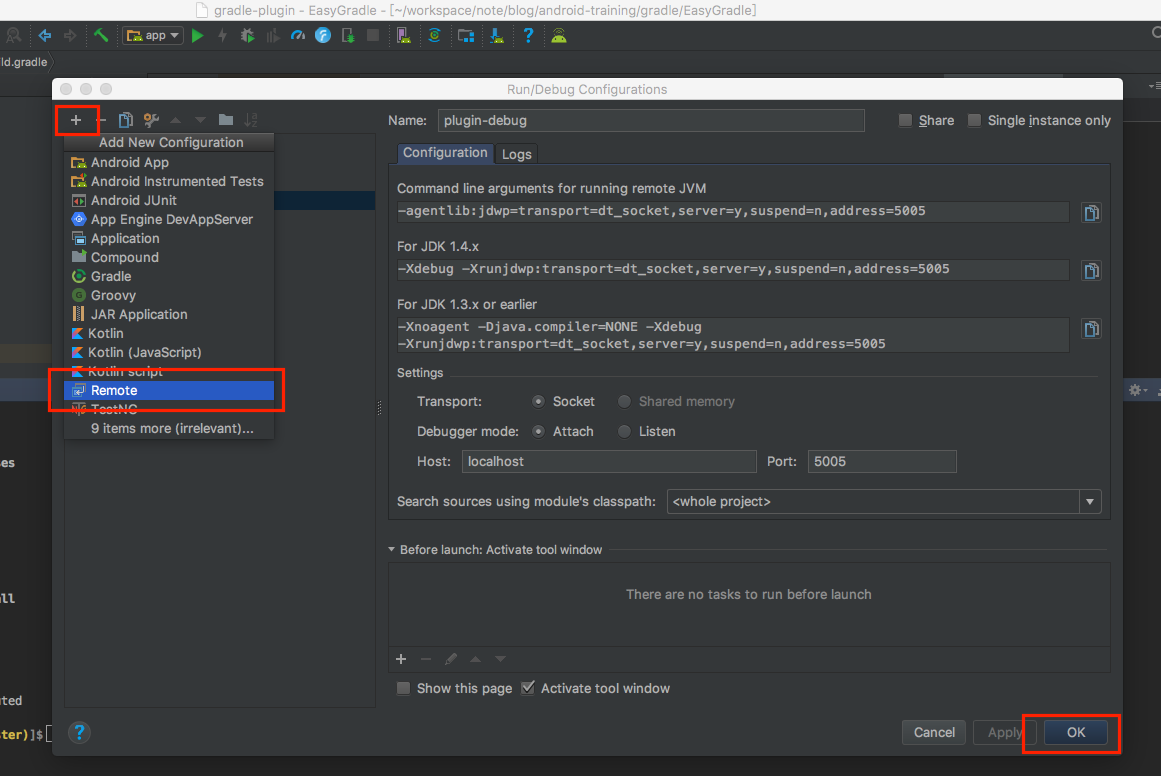 gradle-plugin - EasyGradle - [~/workspace/note/blog/android-training/gradle/EasyGradle]
app
ld.gradle
Run/Debug Configurations
Add New Configuration
Android App
Android Instrumented Tests
Android JUnit
App Engine DevAppServer
Application
Compound
Gradle
Groovy
JAR Application
Kotlin
Kotlin (JavaScript)
Kotlin script
Remote
TestNG
9 items more (irrelevant)...
Name: plugin-debug
Share
Single instance only
Configuration
Logs
Command line arguments for running remote JVM
-agentlib:jdwp=transport=dt_socket,server=y,suspend=n,address=5005
For JDK 1.4.x
-Xdebug -Xrunjdwp:transport=dt_socket,server=y,suspend=n,address=5005
For JDK 1.3.x or earlier
-Xnoagent -Djava.compiler=NONE -Xdebug
-Xrunjdwp:transport=dt_socket,server=y,suspend=n,address=5005
Settings
Transport: Socket Shared memory
Debugger mode: Attach Listen
Host: localhost Port: 5005
Search sources using module's classpath: <whole project>
Before launch: Activate tool window
There are no tasks to run before launch
Show this page Activate tool window
Cancel Apply OK
ses
all
ted
ter)]$